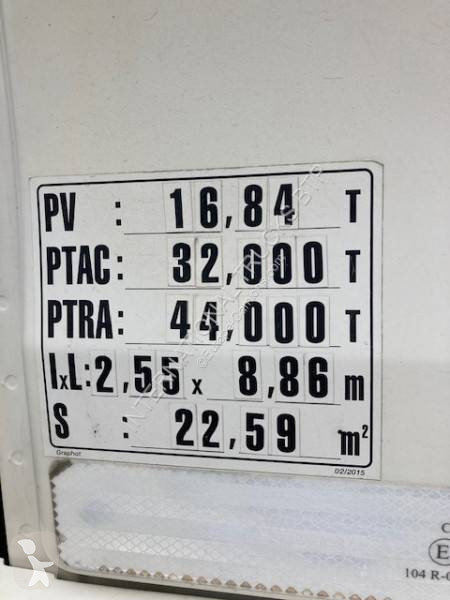 PV : 16,84 T
PTAC: 32,000 T
PTRA: 44,000 T
lxL: 2,55 x 8,86 m
S : 22,59 m²
Graphot 02/2015
E
104 R-0